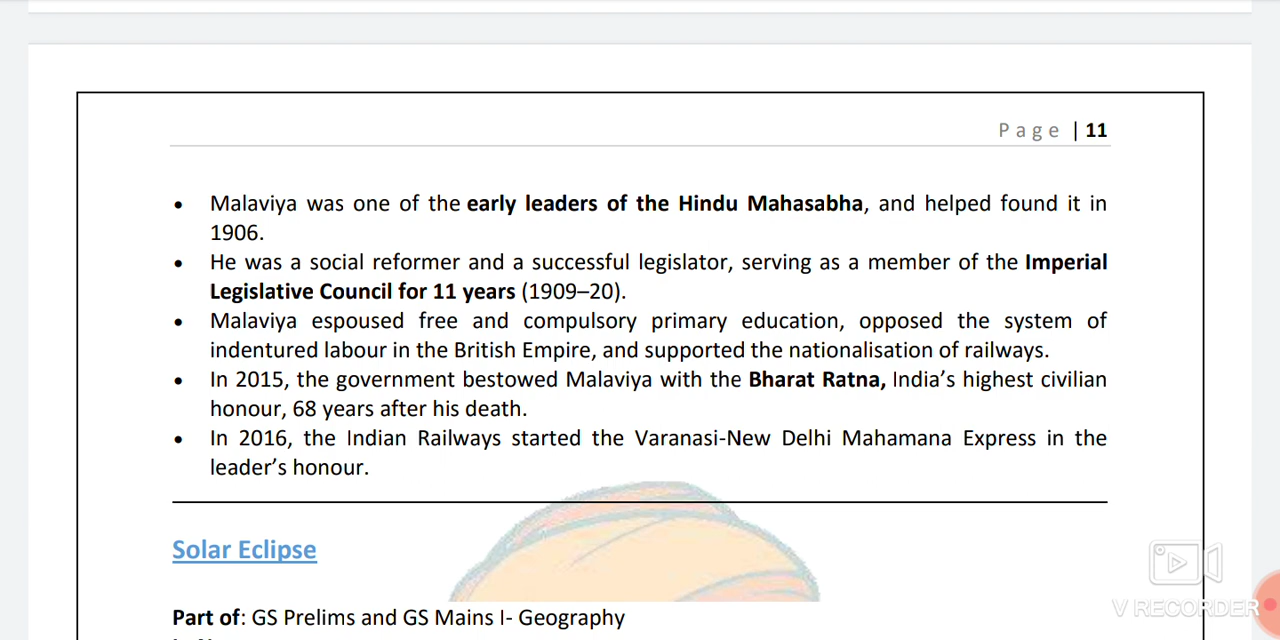 Page | 11
• Malaviya was one of the early leaders of the Hindu Mahasabha, and helped found it in
1906.
• He was a social reformer and a successful legislator, serving as a member of the Imperial
Legislative Council for 11 years (1909–20).
• Malaviya espoused free and compulsory primary education, opposed the system of
indentured labour in the British Empire, and supported the nationalisation of railways.
• In 2015, the government bestowed Malaviya with the Bharat Ratna, India’s highest civilian
honour, 68 years after his death.
• In 2016, the Indian Railways started the Varanasi-New Delhi Mahamana Express in the
leader’s honour.
Solar Eclipse
Part of: GS Prelims and GS Mains I- Geography
V RECORDER